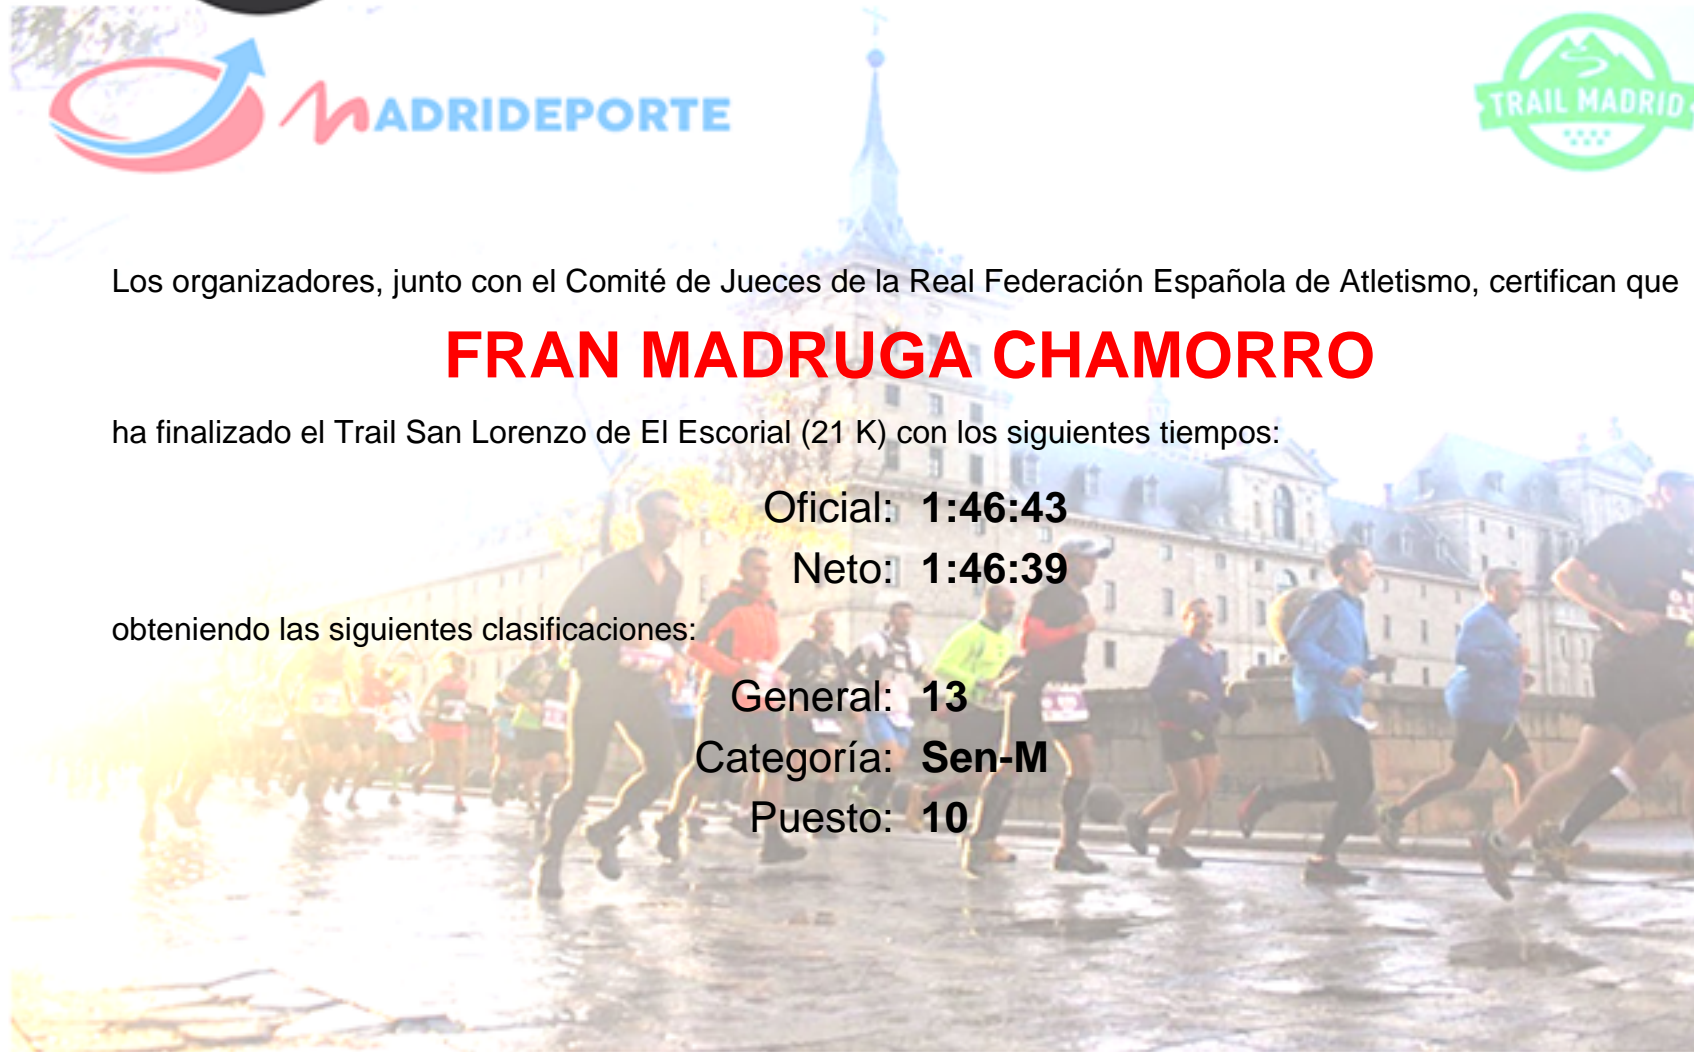 MADRIDEPORTE
TRAIL MADRID
Los organizadores, junto con el Comité de Jueces de la Real Federación Española de Atletismo, certifican que
FRAN MADRUGA CHAMORRO
ha finalizado el Trail San Lorenzo de El Escorial (21 K) con los siguientes tiempos:
Oficial: 1:46:43
Neto: 1:46:39
obteniendo las siguientes clasificaciones:
General: 13
Categoría: Sen-M
Puesto: 10